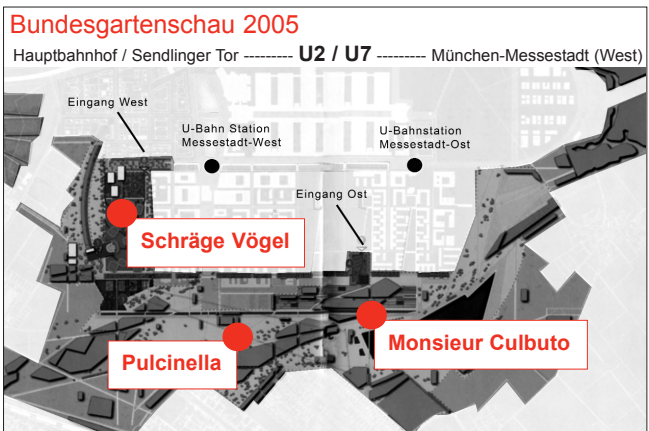 Bundesgartenschau 2005
Hauptbahnhof / Sendlinger Tor --------- U2 / U7 --------- München-Messestadt (West)
Eingang West
U-Bahn Station
Messestadt-West
U-Bahnstation
Messestadt-Ost
Eingang Ost
Schräge Vögel
Monsieur Culbuto
Pulcinella